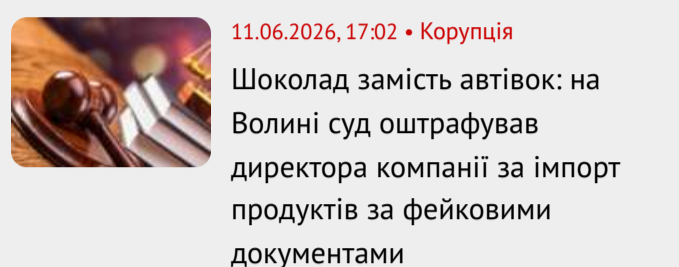 11.06.2026, 17:02 • Корупція
Шоколад замість автівок: на
Волині суд оштрафував
директора компанії за імпорт
продуктів за фейковими
документами